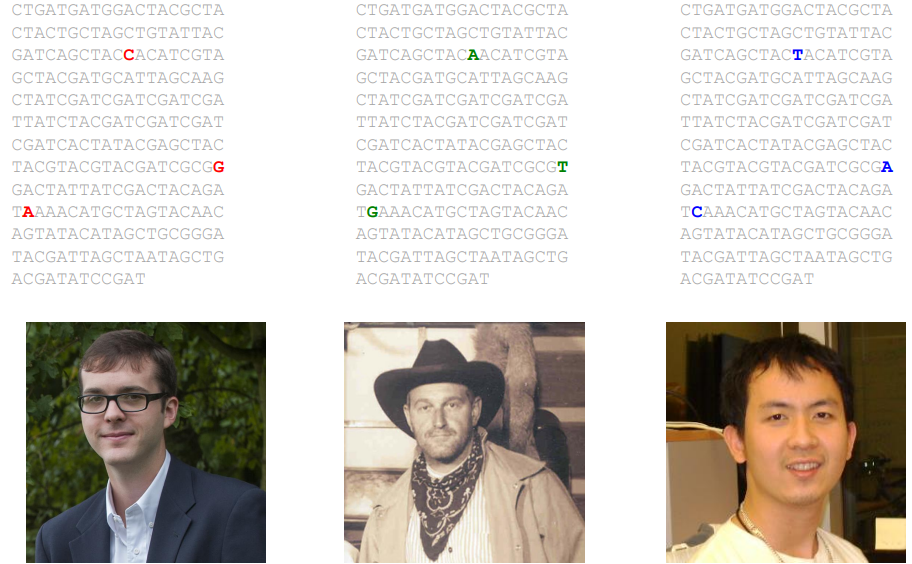 CTGATGATGGACTACGCTA
CTACTGCTAGCTGTATTAC
GATCAGCTACCACATCGTA
GCTACGATGCATTAGCAAG
CTATCGATCGATCGATCGA
TTATCTACGATCGATCGAT
CGATCACTATACGAGCTAC
TACGTACGTACGATCGCGG
GACTATTATCGACTACAGA
TAAAACATGCTAGTACAAC
AGTATACATAGCTGCGGGA
TACGATTAGCTAATAGCTG
ACGATATCCGAT
CTGATGATGGACTACGCTA
CTACTGCTAGCTGTATTAC
GATCAGCTACAACATCGTA
GCTACGATGCATTAGCAAG
CTATCGATCGATCGATCGA
TTATCTACGATCGATCGAT
CGATCACTATACGAGCTAC
TACGTACGTACGATCGCGT
GACTATTATCGACTACAGA
TGAAACATGCTAGTACAAC
AGTATACATAGCTGCGGGA
TACGATTAGCTAATAGCTG
ACGATATCCGAT
CTGATGATGGACTACGCTA
CTACTGCTAGCTGTATTAC
GATCAGCTACTACATCGTA
GCTACGATGCATTAGCAAG
CTATCGATCGATCGATCGA
TTATCTACGATCGATCGAT
CGATCACTATACGAGCTAC
TACGTACGTACGATCGCGA
GACTATTATCGACTACAGA
TCAAACATGCTAGTACAAC
AGTATACATAGCTGCGGGA
TACGATTAGCTAATAGCTG
ACGATATCCGAT